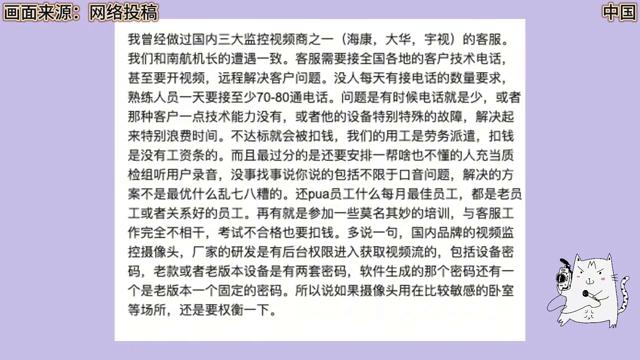 画面来源：网络投稿
中国
我曾经做过国内三大监控视频商之一（海康，大华，宇视）的客服。
我们和南航机长的遭遇一致。客服需要接全国各地的客户技术电话，
甚至要开视频，远程解决客户问题。没人每天有接电话的数量要求，
熟练人员一天要接至少70-80通电话。问题是有时候电话就是少，或者
那种客户一点技术能力没有，或者他的设备特别特殊的故障，解决起
来特别浪费时间。不达标就会被扣钱，我们的用工是劳务派遣，扣钱
是没有工资条的。而且最过分的是还要安排一帮啥也不懂的人充当质
检组听用户录音，没事找事说你说的包括不限于口音问题，解决的方
案不是最优什么乱七八糟的。还pua员工什么每月最佳员工，都是老员
工或者关系好的员工。再有就是参加一些莫名其妙的培训，与客服工
作完全不相干，考试不合格也要扣钱。多说一句，国内品牌的视频监
控摄像头，厂家的研发是有后台权限进入获取视频流的，包括设备密
码，老款或者老版本设备是有两套密码，软件生成的那个密码还有一
个是老版本一个固定的密码。所以说如果摄像头用在比较敏感的卧室
等场所，还是要权衡一下。